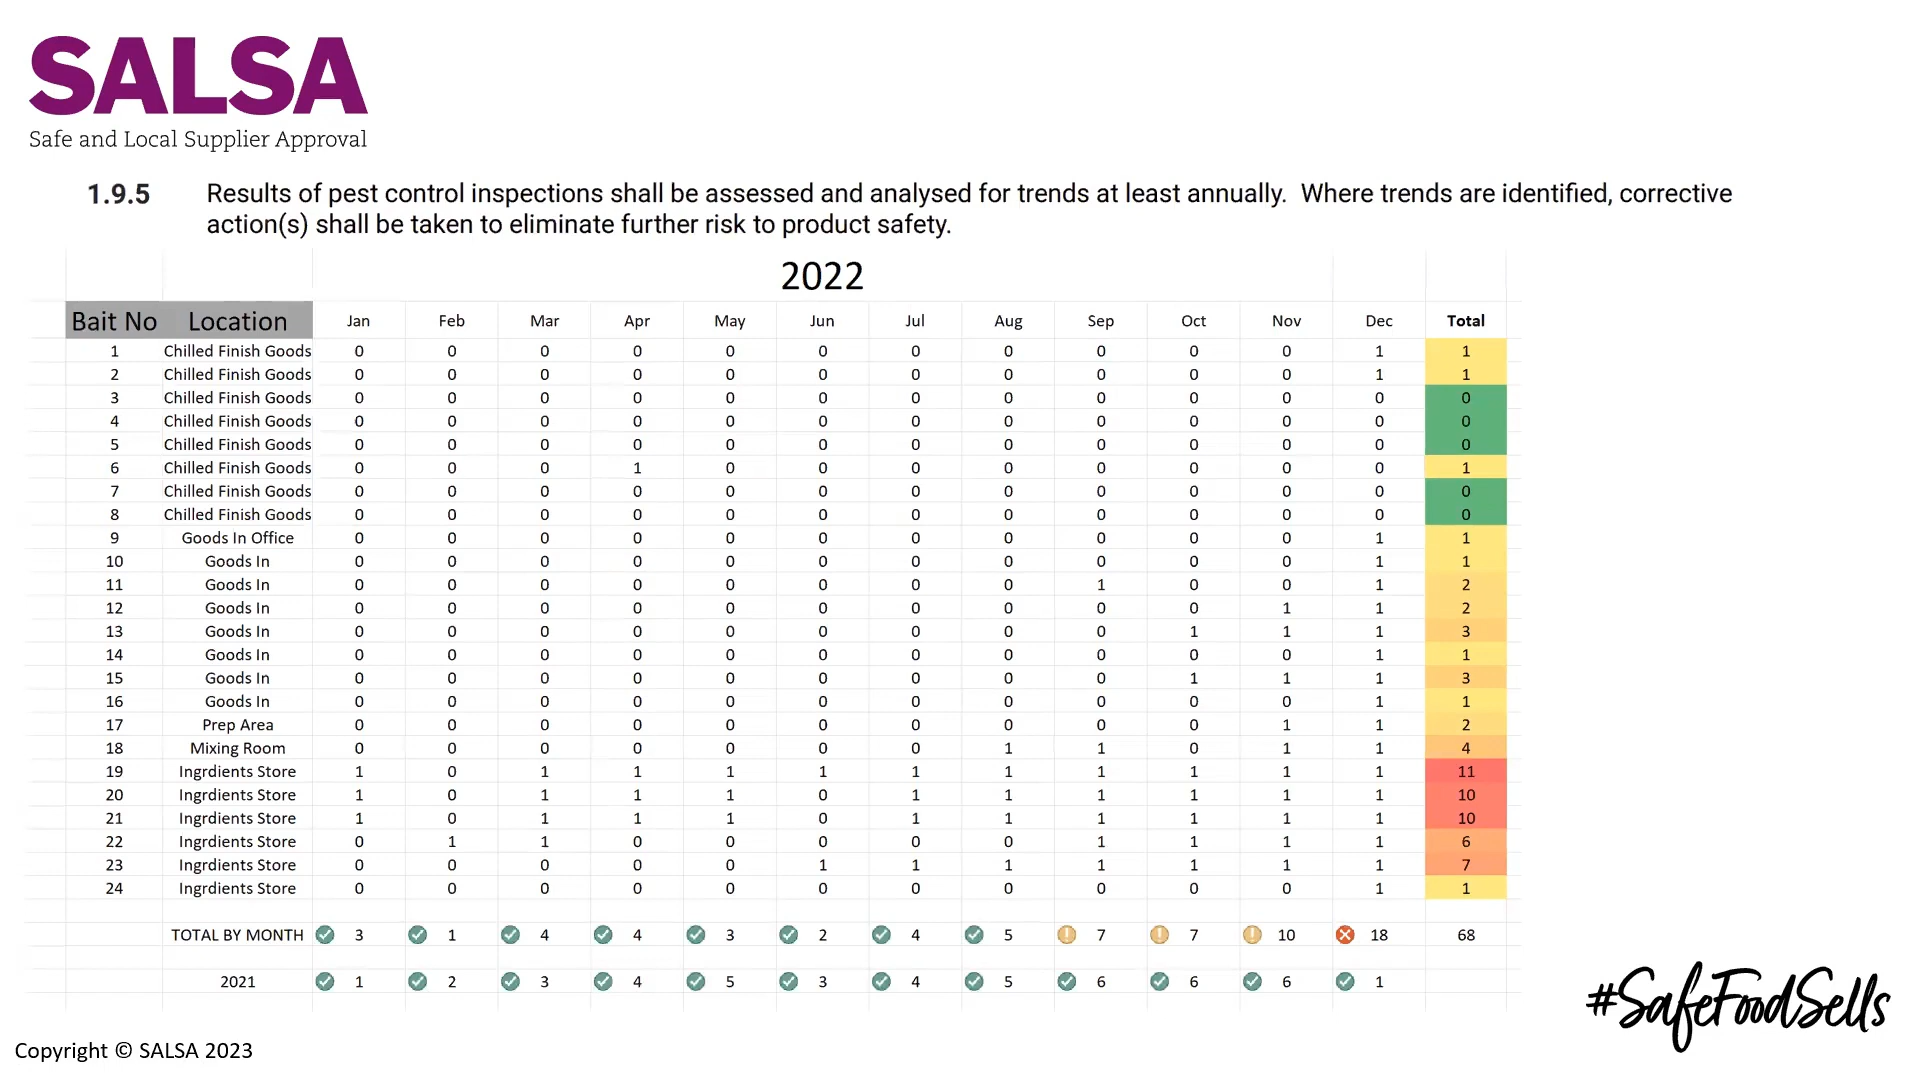 SALSA
Safe and Local Supplier Approval
1.9.5 Results of pest control inspections shall be assessed and analysed for trends at least annually. Where trends are identified, corrective
action(s) shall be taken to eliminate further risk to product safety.
2022
Bait No Location Jan Feb Mar Apr May Jun Jul Aug Sep Oct Nov Dec Total
1 Chilled Finish Goods 0 0 0 0 0 0 0 0 0 0 0 1 1
2 Chilled Finish Goods 0 0 0 0 0 0 0 0 0 0 0 1 1
3 Chilled Finish Goods 0 0 0 0 0 0 0 0 0 0 0 0 0
4 Chilled Finish Goods 0 0 0 0 0 0 0 0 0 0 0 0 0
5 Chilled Finish Goods 0 0 0 0 0 0 0 0 0 0 0 0 0
6 Chilled Finish Goods 0 0 0 1 0 0 0 0 0 0 0 0 1
7 Chilled Finish Goods 0 0 0 0 0 0 0 0 0 0 0 0 0
8 Chilled Finish Goods 0 0 0 0 0 0 0 0 0 0 0 0 0
9 Goods In Office 0 0 0 0 0 0 0 0 0 0 0 1 1
10 Goods In 0 0 0 0 0 0 0 0 0 0 0 1 1
11 Goods In 0 0 0 0 0 0 0 0 1 0 0 1 2
12 Goods In 0 0 0 0 0 0 0 0 0 0 1 1 2
13 Goods In 0 0 0 0 0 0 0 0 0 1 1 1 3
14 Goods In 0 0 0 0 0 0 0 0 0 0 0 1 1
15 Goods In 0 0 0 0 0 0 0 0 0 1 1 1 3
16 Goods In 0 0 0 0 0 0 0 0 0 0 0 1 1
17 Prep Area 0 0 0 0 0 0 0 0 0 0 1 1 2
18 Mixing Room 0 0 0 0 0 0 0 1 1 0 1 1 4
19 Ingrdients Store 1 0 1 1 1 1 1 1 1 1 1 1 11
20 Ingrdients Store 1 0 1 1 1 0 1 1 1 1 1 1 10
21 Ingrdients Store 1 0 1 1 1 0 1 1 1 1 1 1 10
22 Ingrdients Store 0 1 1 0 0 0 0 0 1 1 1 1 6
23 Ingrdients Store 0 0 0 0 0 1 1 1 1 1 1 1 7
24 Ingrdients Store 0 0 0 0 0 0 0 0 0 0 0 1 1
TOTAL BY MONTH 3 1 4 4 3 2 4 5 7 7 10 18 68
2021 1 2 3 4 5 3 4 5 6 6 6 1
#SafeFoodSells
Copyright © SALSA 2023